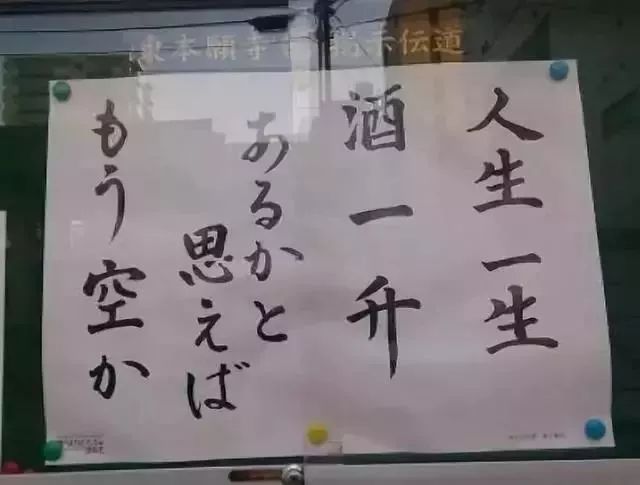 人生一生
酒一升
あるかと
思えば
もう空か